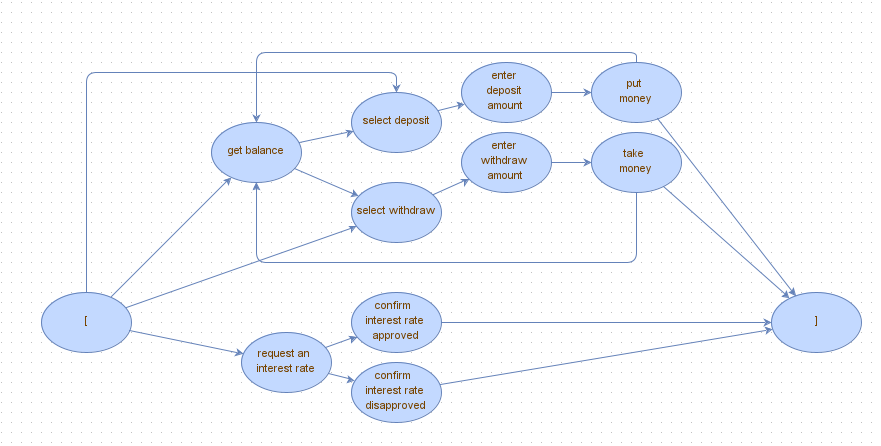 enter
deposit
amount
put
money
select deposit
get balance
enter
withdraw
amount
take
money
select withdraw
[
confirm
interest rate
approved
]
request an
interest rate
confirm
interest rate
disapproved